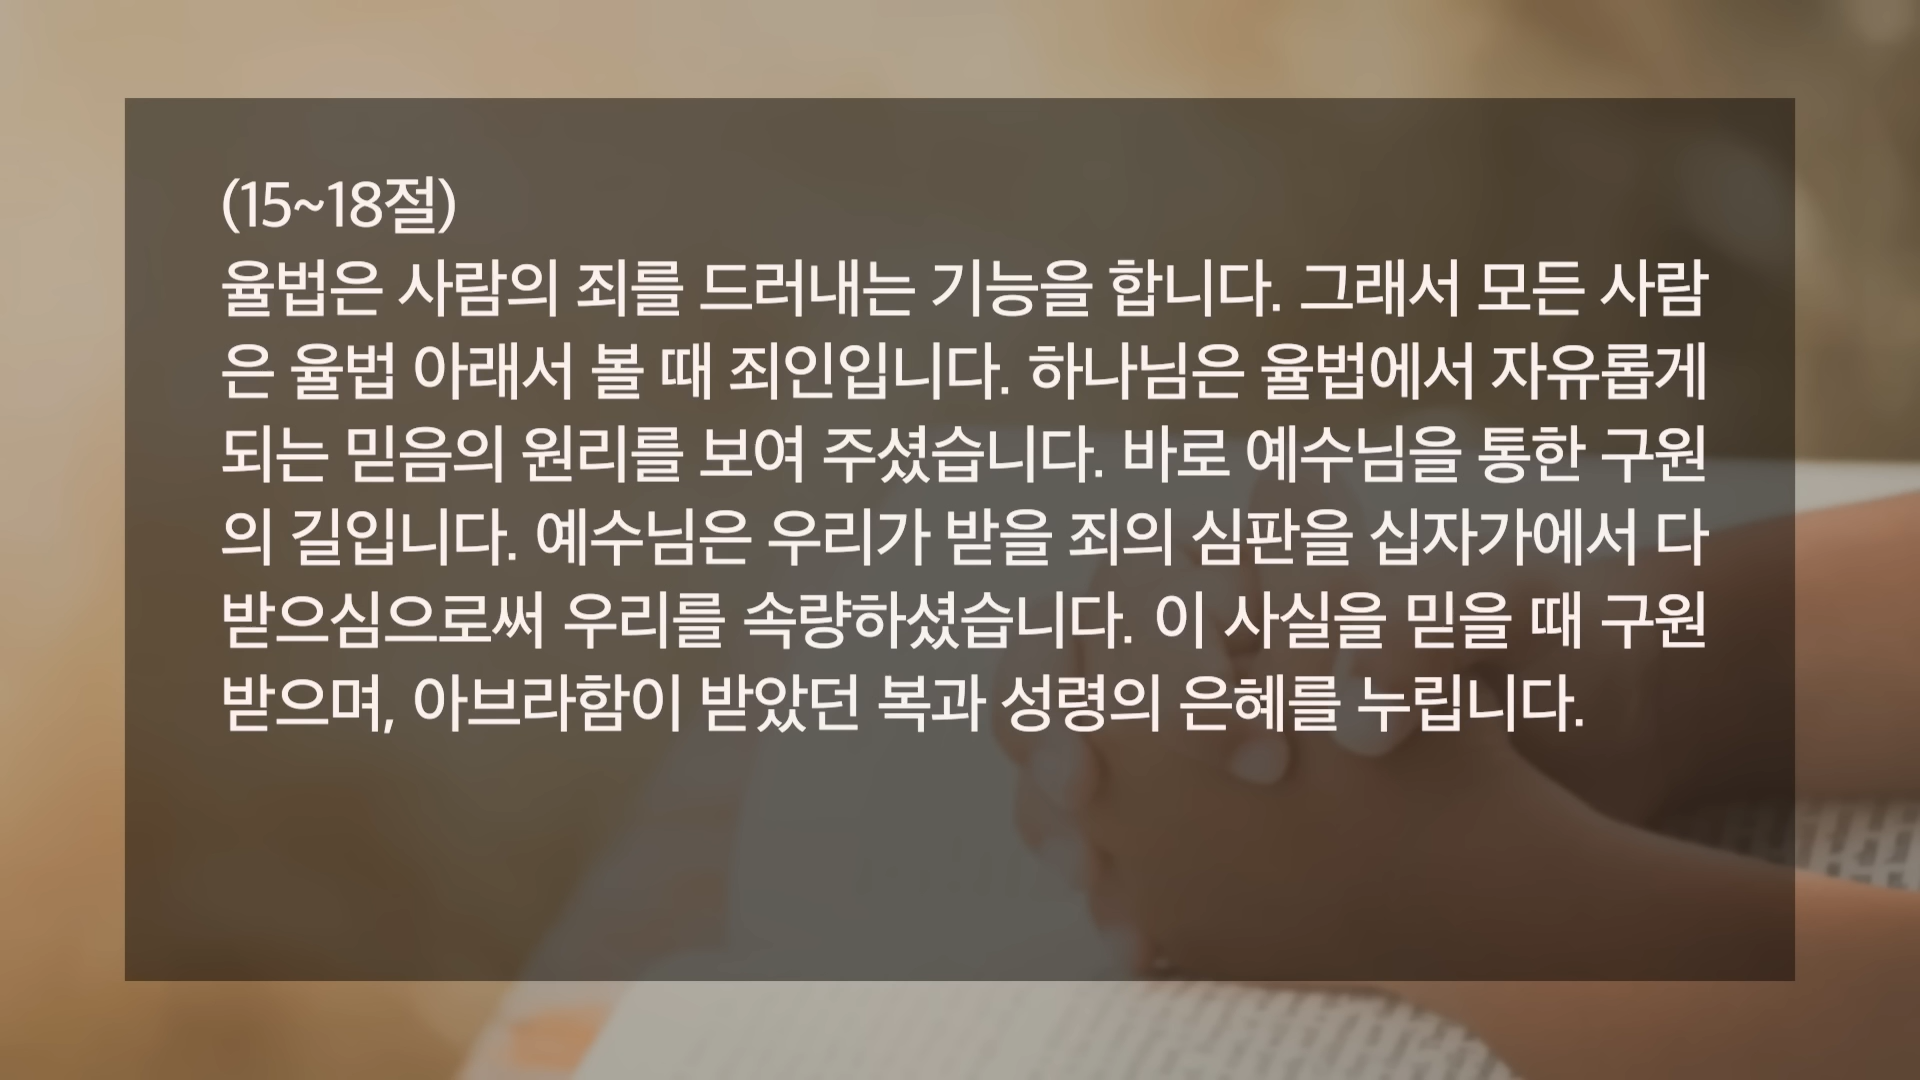 (15~18절)
율법은 사람의 죄를 드러내는 기능을 합니다. 그래서 모든 사람
은 율법 아래서 볼 때 죄인입니다. 하나님은 율법에서 자유롭게
되는 믿음의 원리를 보여 주셨습니다. 바로 예수님을 통한 구원
의 길입니다. 예수님은 우리가 받을 죄의 심판을 십자가에서 다
받으심으로써 우리를 속량하셨습니다. 이 사실을 믿을 때 구원
받으며, 아브라함이 받았던 복과 성령의 은혜를 누립니다.